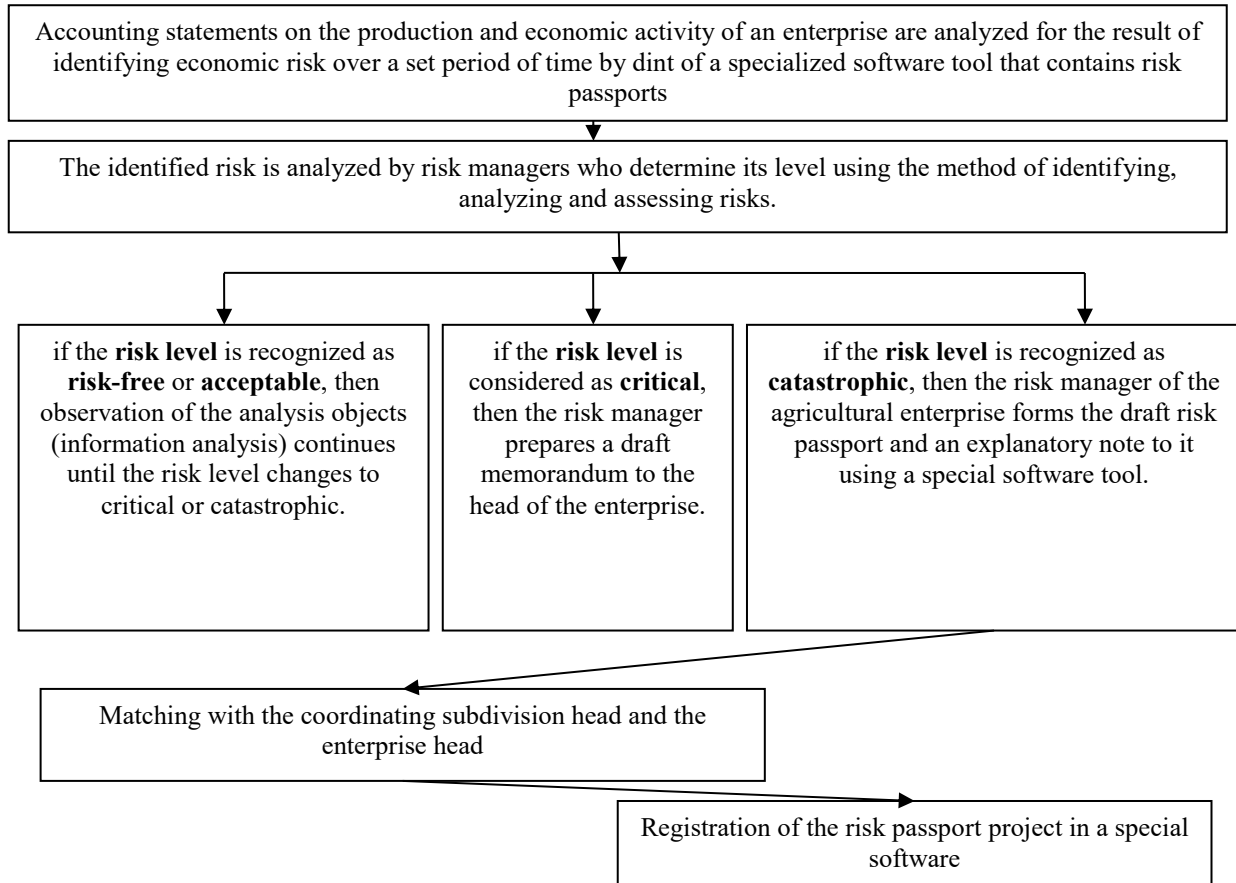 Accounting statements on the production and economic activity of an enterprise are analyzed for the result of
identifying economic risk over a set period of time by dint of a specialized software tool that contains risk
passports
The identified risk is analyzed by risk managers who determine its level using the method of identifying,
analyzing and assessing risks.
if the risk level is recognized as
risk-free or acceptable, then
observation of the analysis objects
(information analysis) continues
until the risk level changes to
critical or catastrophic.
if the risk level is
considered as critical,
then the risk manager
prepares a draft
memorandum to the
head of the enterprise.
if the risk level is recognized as
catastrophic, then the risk manager of the
agricultural enterprise forms the draft risk
passport and an explanatory note to it
using a special software tool.
Matching with the coordinating subdivision head and the
enterprise head
Registration of the risk passport project in a special
software